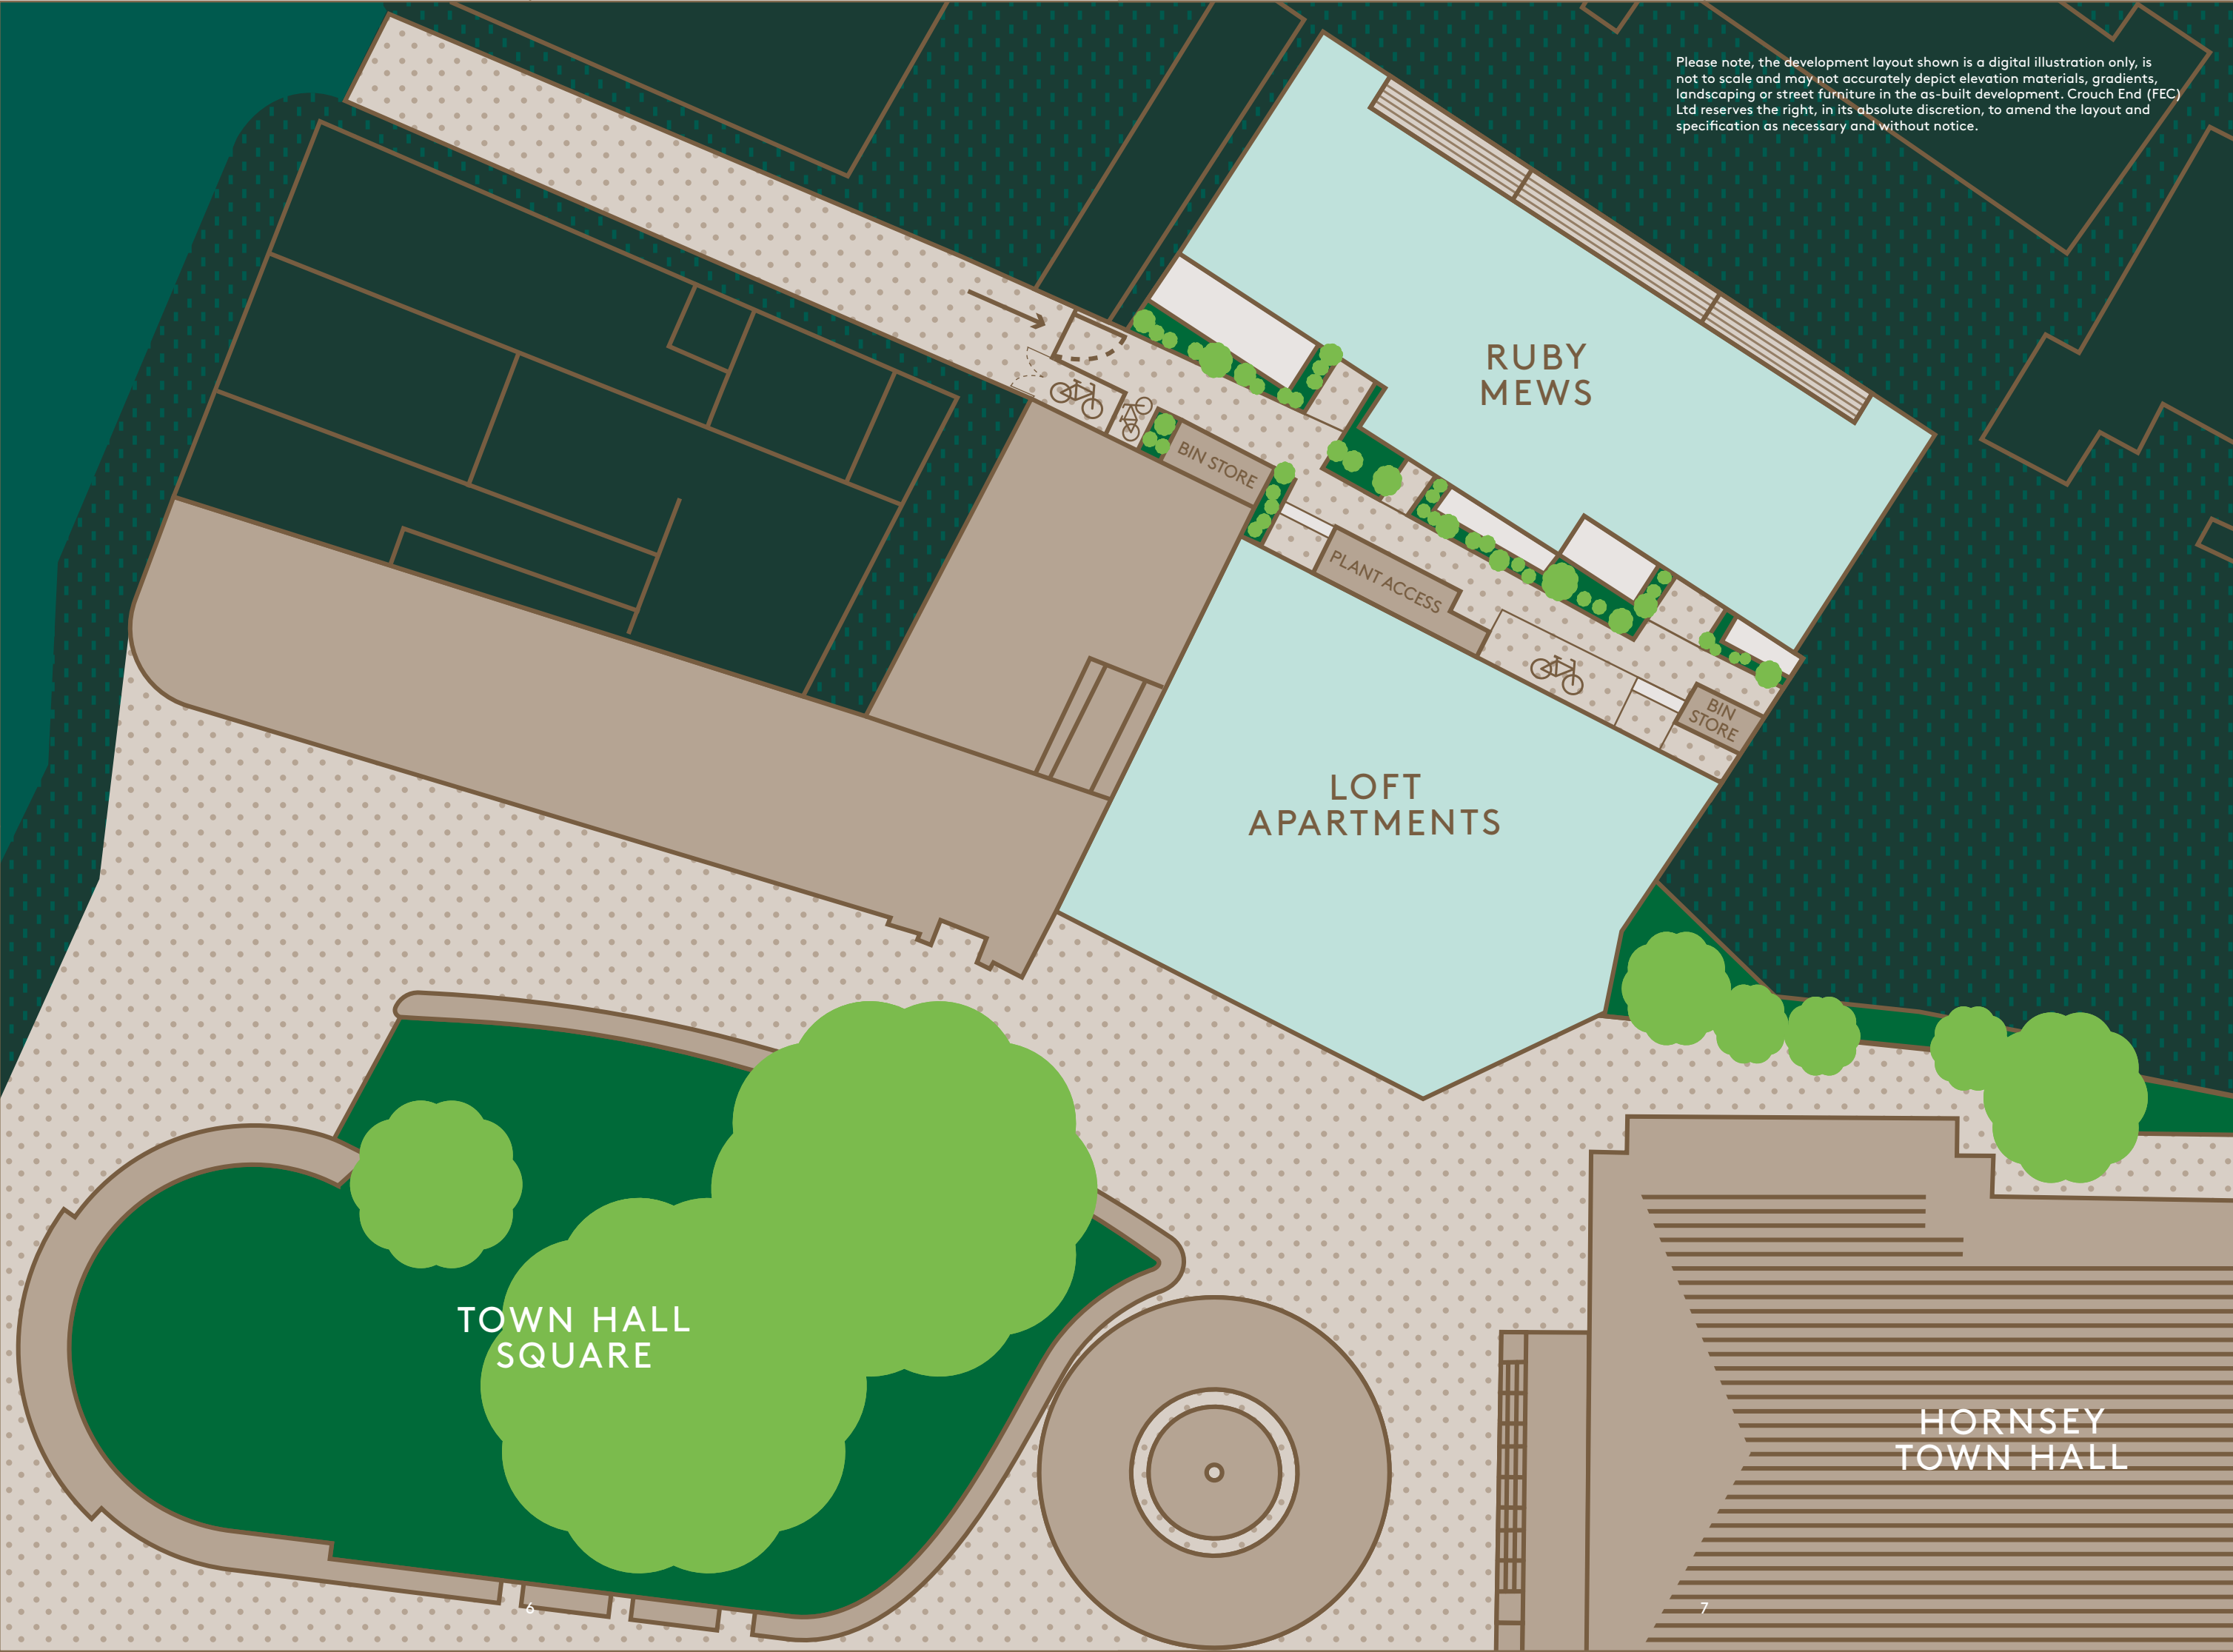 Please note, the development layout shown is a digital illustration only, is
not to scale and may not accurately depict elevation materials, gradients,
landscaping or street furniture in the as-built development. Crouch End (FEC)
Ltd reserves the right, in its absolute discretion, to amend the layout and
specification as necessary and without notice.
RUBY
MEWS
BIN STORE
PLANT ACCESS
BIN
STORE
LOFT
APARTMENTS
TOWN HALL
SQUARE
HORNSEY
TOWN HALL
6
7